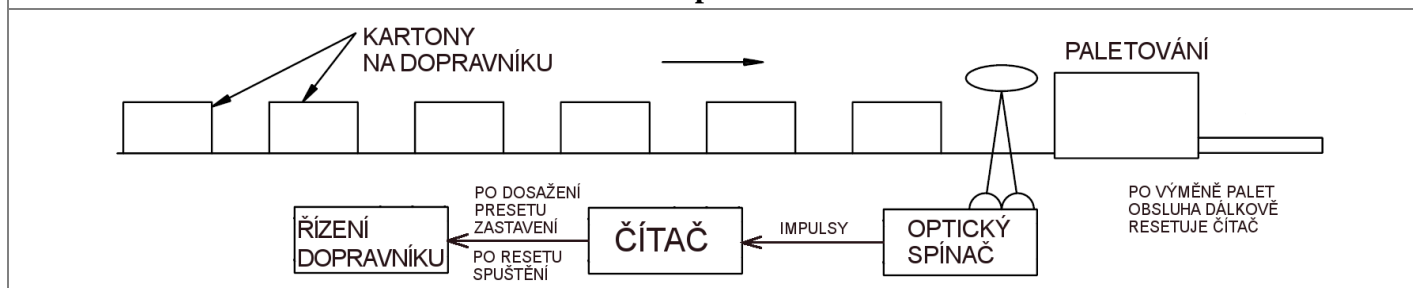 KARTONY
NA DOPRAVNÍKU
PALETOVÁNÍ
PO DOSAŽENÍ
PRESETU
ZASTAVENÍ
PO RESETU
SPUŠTĚNÍ
ŘÍZENÍ
DOPRAVNÍKU
ČÍTAČ
IMPULSY
OPTICKÝ
SPÍNAČ
PO VÝMĚNĚ PALET
OBSLUHA DÁLKOVĚ
RESETUJE ČÍTAČ